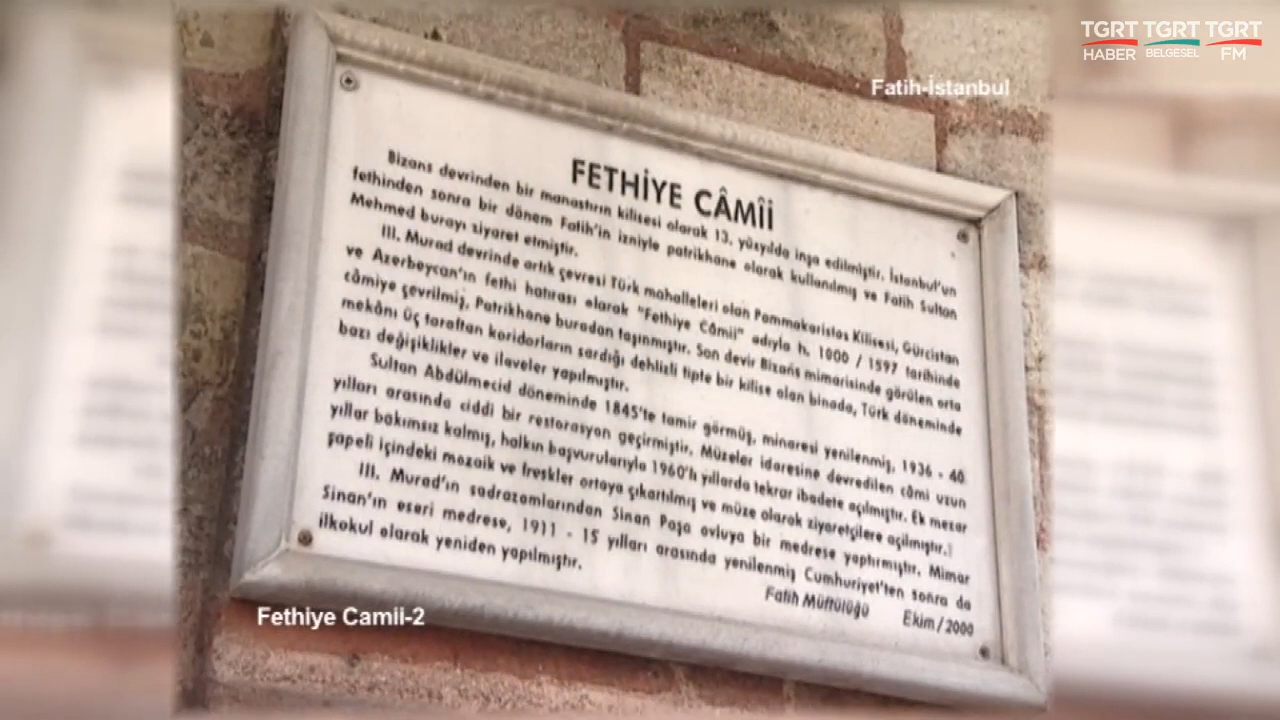 TGRT TGRT TGRT
HABER BELGESEL FM
Fatih-İstanbul
FETHİYE CÂMİİ
Bizans devrinden bir manastırın kilisesi olarak 13. yüzyılda inşa edilmiştir. İstanbul'un
fethinden sonra bir dönem Fatih'in izniyle patrikhane olarak kullanılmış ve Fatih Sultan
Mehmed burayı ziyaret etmiştir.
III. Murad devrinde artık çevresi Türk mahalleleri olan Pammakaristos Kilisesi, Gürcistan
ve Azerbeycan'ın fethi hatırası olarak "Fethiye Câmii" adıyla h. 1000 / 1597 tarihinde
câmiye çevrilmiş, Patrikhane buradan taşınmıştır. Son devir Bizans mimarisinde görülen orta
mekânı üç taraftan koridorların sardığı dehlizli tipte bir kilise olan binada, Türk döneminde
bazı değişiklikler ve ilaveler yapılmıştır.
Sultan Abdülmecid döneminde 1845'te tamir görmüş, minaresi yenilenmiş, 1936 - 40
yılları arasında ciddi bir restorasyon geçirmiştir. Müzeler idaresine devredilen câmi uzun
yıllar bakımsız kalmış, halkın başvurularıyla 1960'lı yıllarda tekrar ibadete açılmıştır. Ek mezar
şapeli içindeki mozaik ve freskler ortaya çıkartılmış ve müze olarak ziyaretçilere açılmıştır.
III. Murad'ın sadrazamlarından Sinan Paşa avluya bir medrese yaptırmıştır. Mimar
Sinan'ın eseri medrese, 1911 - 15 yılları arasında yenilenmiş Cumhuriyet'ten sonra da
ilkokul olarak yeniden yapılmıştır.
Fatih Müftülüğü Ekim / 2000
Fethiye Camii-2